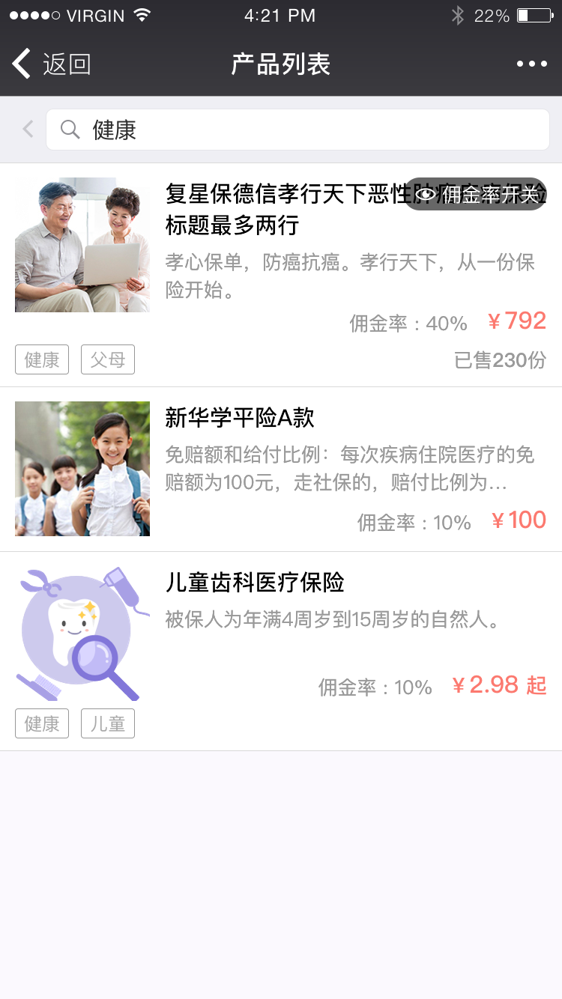 VIRGIN 4:21 PM 22%
返回 产品列表
健康
复星保德信孝行天下恶性肿瘤疾病保险
佣金率开关
标题最多两行
孝心保单，防癌抗癌。孝行天下，从一份保
险开始。
佣金率 : 40% ￥792
健康 父母 已售230份
新华学平险A款
免赔额和给付比例：每次疾病住院医疗的免
赔额为100元，走社保的，赔付比例为...
佣金率 : 10% ￥100
儿童齿科医疗保险
被保人为年满4周岁到15周岁的自然人。
佣金率 : 10% ￥2.98 起
健康 儿童